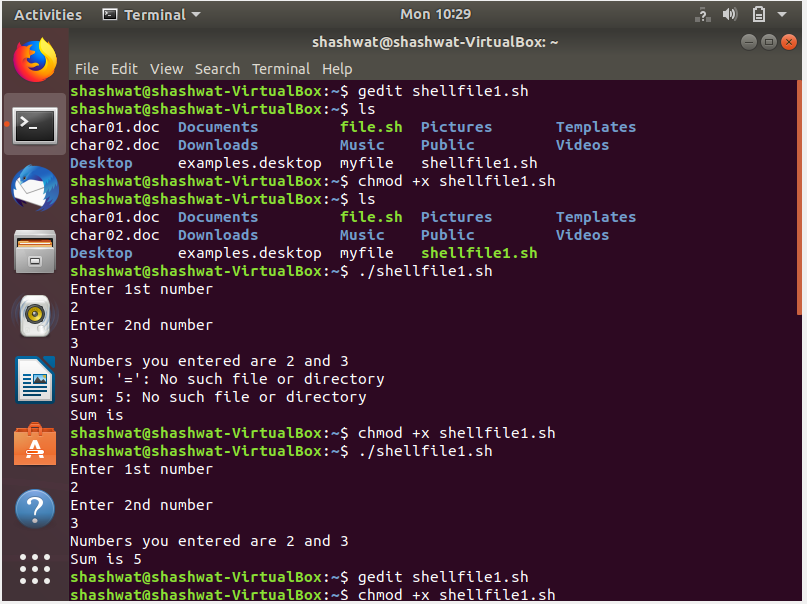 Activities Terminal Mon 10:29
shashwat@shashwat-VirtualBox: ~
File Edit View Search Terminal Help
shashwat@shashwat-VirtualBox:~$ gedit shellfile1.sh
shashwat@shashwat-VirtualBox:~$ ls
char01.doc Documents file.sh Pictures Templates
char02.doc Downloads Music Public Videos
Desktop examples.desktop myfile shellfile1.sh
shashwat@shashwat-VirtualBox:~$ chmod +x shellfile1.sh
shashwat@shashwat-VirtualBox:~$ ls
char01.doc Documents file.sh Pictures Templates
char02.doc Downloads Music Public Videos
Desktop examples.desktop myfile shellfile1.sh
shashwat@shashwat-VirtualBox:~$ ./shellfile1.sh
Enter 1st number
2
Enter 2nd number
3
Numbers you entered are 2 and 3
sum: '=': No such file or directory
sum: 5: No such file or directory
Sum is
shashwat@shashwat-VirtualBox:~$ chmod +x shellfile1.sh
shashwat@shashwat-VirtualBox:~$ ./shellfile1.sh
Enter 1st number
2
Enter 2nd number
3
Numbers you entered are 2 and 3
Sum is 5
shashwat@shashwat-VirtualBox:~$ gedit shellfile1.sh
shashwat@shashwat-VirtualBox:~$ chmod +x shellfile1.sh